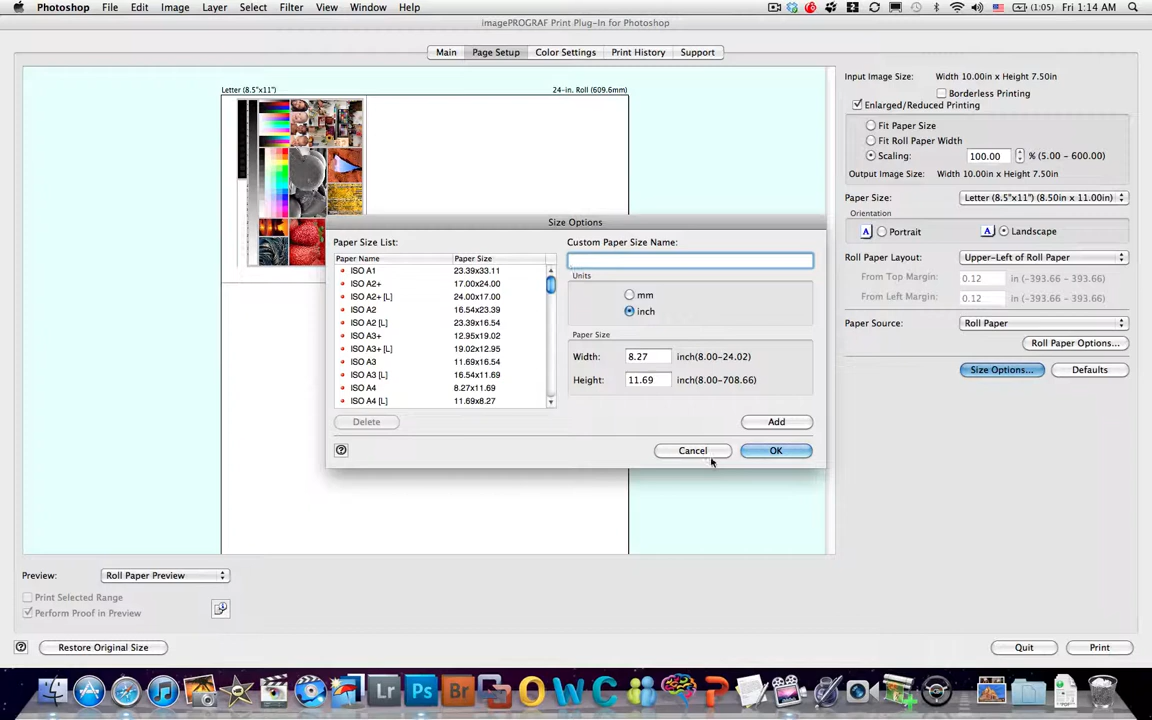 Photoshop File Edit Image Layer Select Filter View Window Help
(1:05) Fri 1:14 AM
imagePROGRAF Print Plug-In for Photoshop
Main Page Setup Color Settings Print History Support
Letter (8.5"x11") 24-in. Roll (609.6mm)
Input Image Size: Width 10.00in x Height 7.50in
Borderless Printing
Enlarged/Reduced Printing
Fit Paper Size
Fit Roll Paper Width
Scaling: 100.00 % (5.00 - 600.00)
Output Image Size: Width 10.00in x Height 7.50in
Paper Size: Letter (8.5"x11") (8.50in x 11.00in)
Orientation
A Portrait A Landscape
Roll Paper Layout: Upper-Left of Roll Paper
From Top Margin: 0.12 in (-393.66 - 393.66)
From Left Margin: 0.12 in (-393.66 - 393.66)
Paper Source: Roll Paper
Roll Paper Options...
Size Options... Defaults
Size Options
Paper Size List:
Paper Name Paper Size
ISO A1 23.39x33.11
ISO A2+ 17.00x24.00
ISO A2+ [L] 24.00x17.00
ISO A2 16.54x23.39
ISO A2 [L] 23.39x16.54
ISO A3+ 12.95x19.02
ISO A3+ [L] 19.02x12.95
ISO A3 11.69x16.54
ISO A3 [L] 16.54x11.69
ISO A4 8.27x11.69
ISO A4 [L] 11.69x8.27
Delete
Custom Paper Size Name:
Units
mm
inch
Paper Size
Width: 8.27 inch(8.00-24.02)
Height: 11.69 inch(8.00-708.66)
Add
? Cancel OK
Preview: Roll Paper Preview
Print Selected Range
Perform Proof in Preview
? Restore Original Size Quit Print
Lr Ps Br O W C P